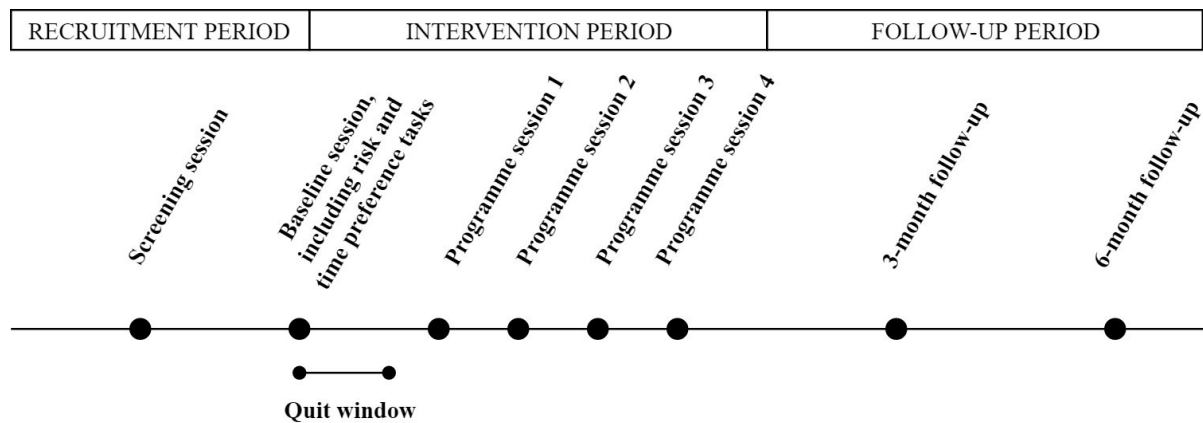 RECRUITMENT PERIOD
INTERVENTION PERIOD
FOLLOW-UP PERIOD
Screening session
Baseline session,
including risk and
time preference tasks
Programme session 1
Programme session 2
Programme session 3
Programme session 4
3-month follow-up
6-month follow-up
Quit window